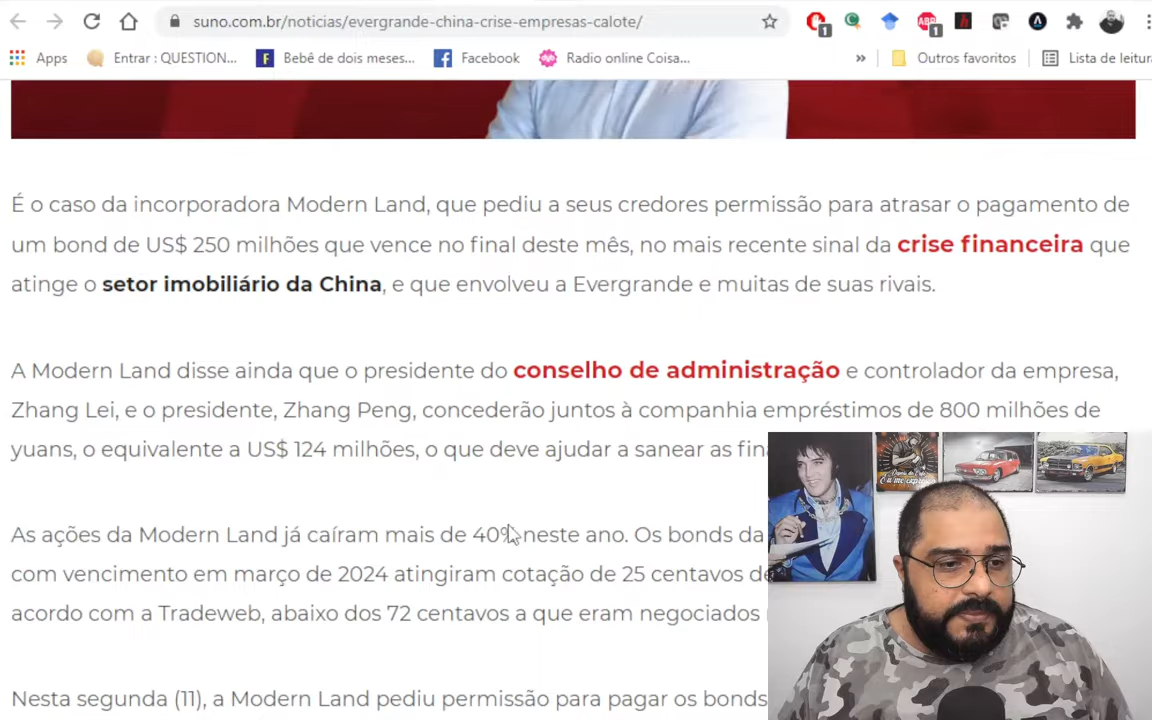 suno.com.br/noticias/evergrande-china-crise-empresas-calote/
1
ABP
1
Apps
Entrar : QUESTION...
F
Bebê de dois meses...
Facebook
Radio online Coisa...
»
Outros favoritos
Lista de leitura
É o caso da incorporadora Modern Land, que pediu a seus credores permissão para atrasar o pagamento de
um bond de US$ 250 milhões que vence no final deste mês, no mais recente sinal da crise financeira que
atinge o setor imobiliário da China, e que envolveu a Evergrande e muitas de suas rivais.
A Modern Land disse ainda que o presidente do conselho de administração e controlador da empresa,
Zhang Lei, e o presidente, Zhang Peng, concederão juntos à companhia empréstimos de 800 milhões de
yuans, o equivalente a US$ 124 milhões, o que deve ajudar a sanear as
As ações da Modern Land já caíram mais de 40% neste ano. Os bonds da
com vencimento em março de 2024 atingiram cotação de 25 centavos
acordo com a Tradeweb, abaixo dos 72 centavos a que eram negociados
Nesta segunda (11), a Modern Land pediu permissão para pagar os bonds